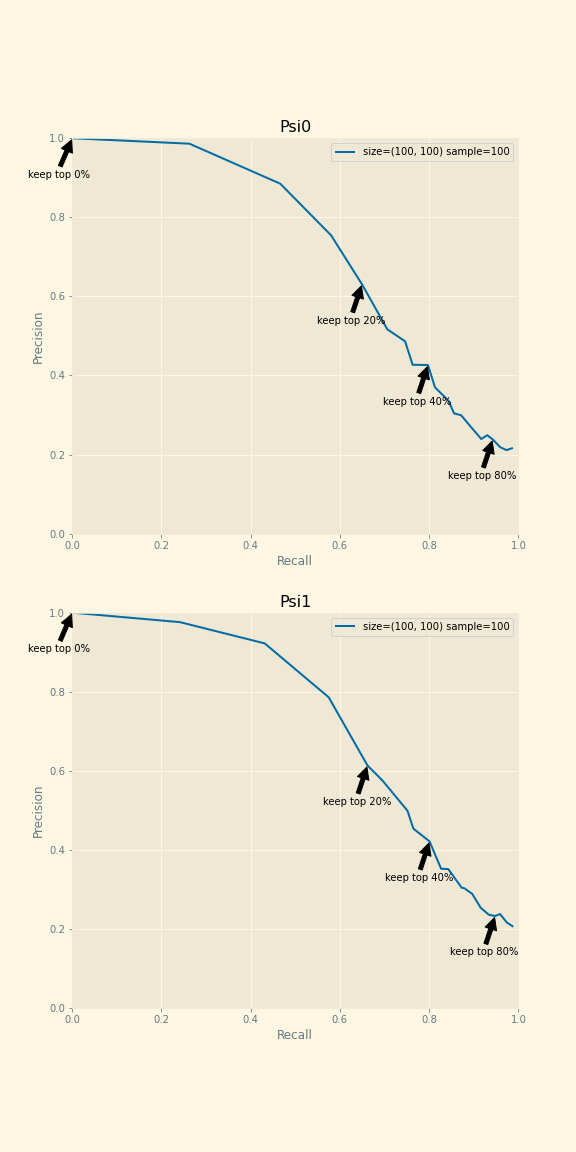 Psi0
1.0
size=(100, 100) sample=100
keep top 0%
0.8
0.6
keep top 20%
Precision
0.4
keep top 40%
0.2
keep top 80%
0.0
0.0 0.2 0.4 0.6 0.8 1.0
Recall
Psi1
1.0
size=(100, 100) sample=100
keep top 0%
0.8
0.6
keep top 20%
Precision
0.4
keep top 40%
0.2
keep top 80%
0.0
0.0 0.2 0.4 0.6 0.8 1.0
Recall